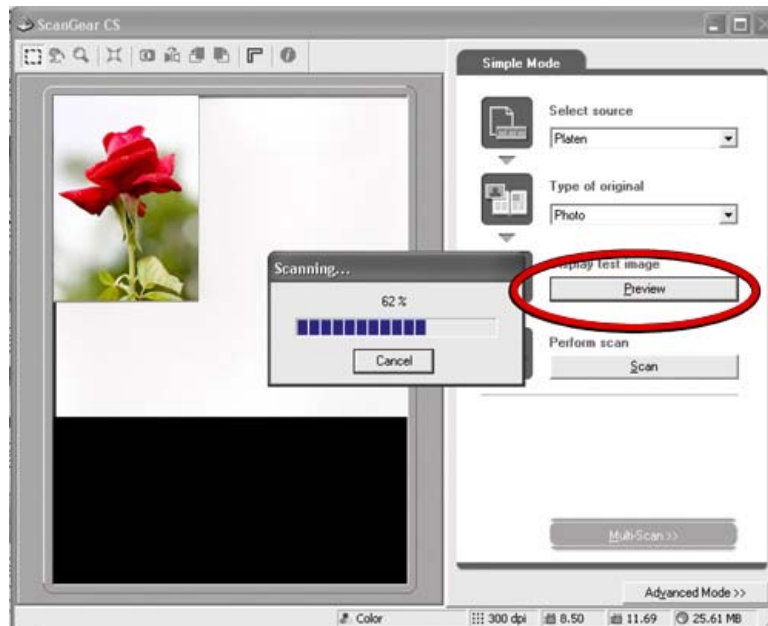 ScanGear CS
Simple Mode
Select source
Platen
Type of original
Photo
Display test image
Preview
Scanning...
62 %
Cancel
Perform scan
Scan
Multi-Scan >>
Advanced Mode >>
Color
300 dpi
8.50
11.69
25.61 MB